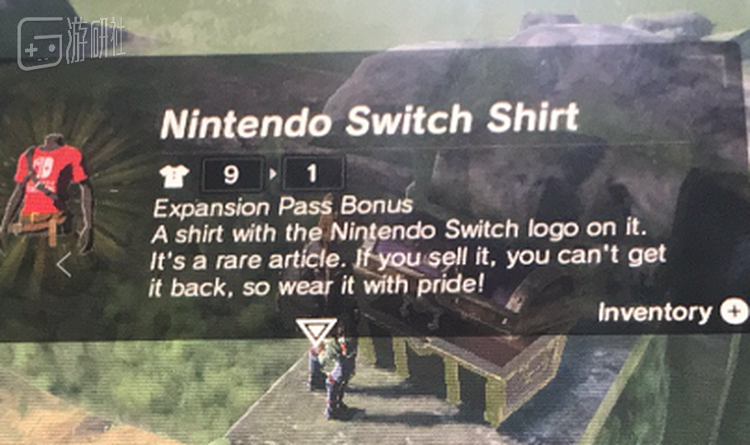 游研社
Nintendo Switch Shirt
9 1
Expansion Pass Bonus
A shirt with the Nintendo Switch logo on it.
It's a rare article. If you sell it, you can't get
it back, so wear it with pride!
Inventory +